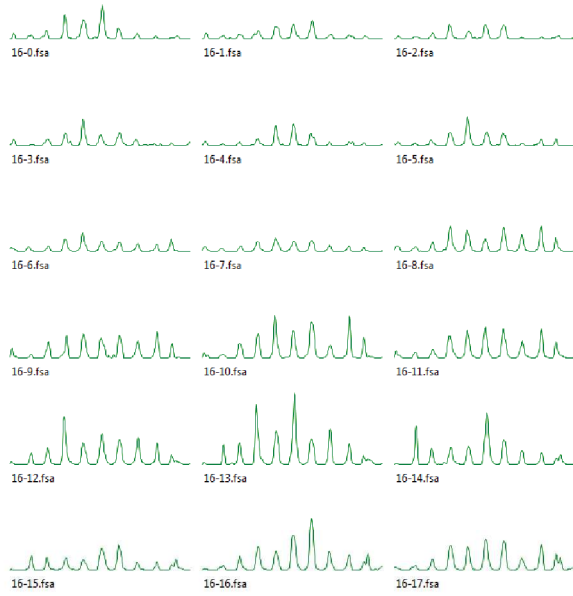 16-0.fsa 16-1.fsa 16-2.fsa
16-3.fsa 16-4.fsa 16-5.fsa
16-6.fsa 16-7.fsa 16-8.fsa
16-9.fsa 16-10.fsa 16-11.fsa
16-12.fsa 16-13.fsa 16-14.fsa
16-15.fsa 16-16.fsa 16-17.fsa